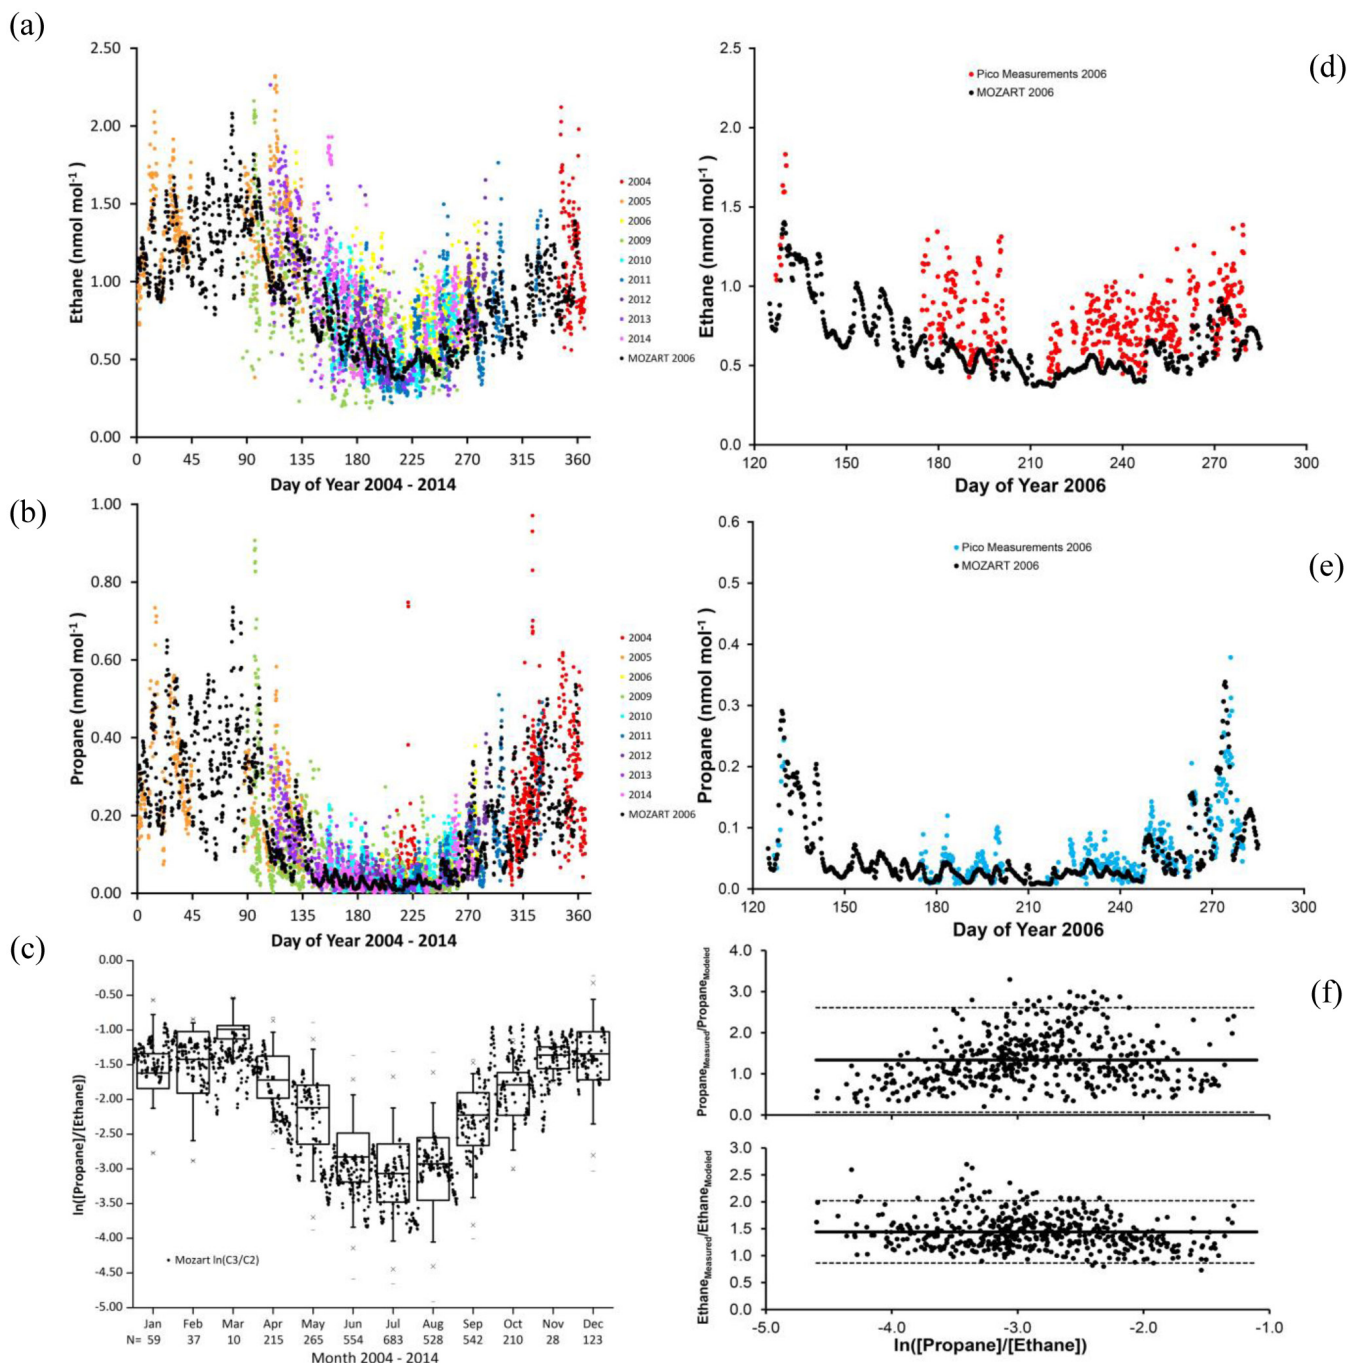 (a)
2.50
2.00
1.50
1.00
0.50
0.00
Ethane (nmol mol⁻¹)
0 45 90 135 180 225 270 315 360
Day of Year 2004 - 2014
2004
2005
2006
2009
2010
2011
2012
2013
2014
MOZART 2006
(d)
2.5
2.0
1.5
1.0
0.5
0.0
Ethane (nmol mol⁻¹)
Pico Measurements 2006
MOZART 2006
120 150 180 210 240 270 300
Day of Year 2006
(b)
1.00
0.80
0.60
0.40
0.20
0.00
Propane (nmol mol⁻¹)
0 45 90 135 180 225 270 315 360
Day of Year 2004 - 2014
2004
2005
2006
2009
2010
2011
2012
2013
2014
MOZART 2006
(e)
0.6
0.5
0.4
0.3
0.2
0.1
0.0
Propane (nmol mol⁻¹)
Pico Measurements 2006
MOZART 2006
120 150 180 210 240 270 300
Day of Year 2006
(c)
0.00
-0.50
-1.00
-1.50
-2.00
-2.50
-3.00
-3.50
-4.00
-4.50
-5.00
ln([Propane]/[Ethane])
Mozart ln(C3/C2)
Jan Feb Mar Apr May Jun Jul Aug Sep Oct Nov Dec
N= 59 37 10 215 265 554 683 528 542 210 28 123
Month 2004 - 2014
(f)
4.0
3.0
2.0
1.0
0.0
Propane Measured/Propane Modeled
3.0
2.5
2.0
1.5
1.0
0.5
0.0
Ethane Measured/Ethane Modeled
-5.0 -4.0 -3.0 -2.0 -1.0
ln([Propane]/[Ethane])